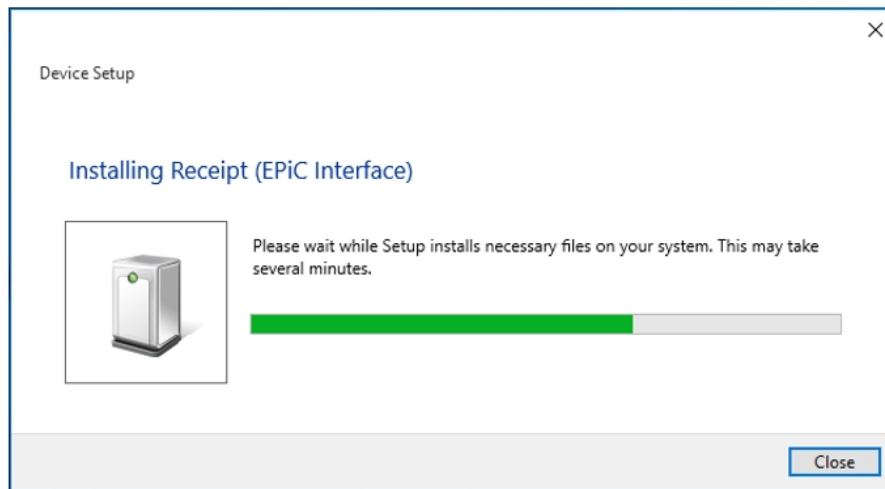 Device Setup
Installing Receipt (EPiC Interface)
Please wait while Setup installs necessary files on your system. This may take
several minutes.
Close